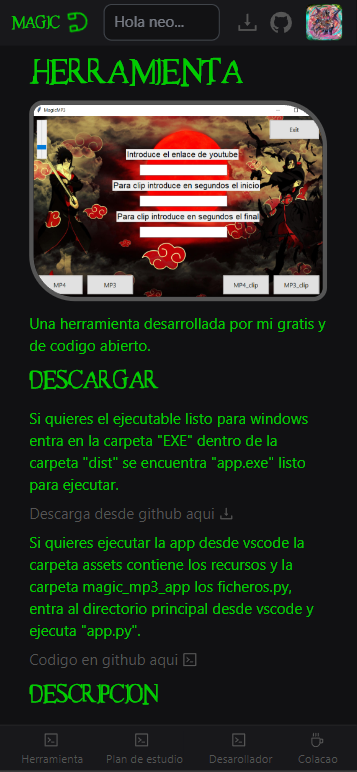 MAGIC
Hola neo...
HERRAMIENTA
MagicMP3
Exit
Introduce el enlace de youtube
Para clip introduce en segundos el inicio
Para clip introduce en segundos el final
MP4
MP3
MP4_clip
MP3_clip
Una herramienta desarrollada por mi gratis y
de codigo abierto.
DESCARGAR
Si quieres el ejecutable listo para windows
entra en la carpeta "EXE" dentro de la
carpeta "dist" se encuentra "app.exe" listo
para ejecutar.
Descarga desde github aqui
Si quieres ejecutar la app desde vscode la
carpeta assets contiene los recursos y la
carpeta magic_mp3_app los ficheros.py,
entra al directorio principal desde vscode y
ejecuta "app.py".
Codigo en github aqui
DESCRIPCION
Herramienta
Plan de estudio
Desarollador
Colacao